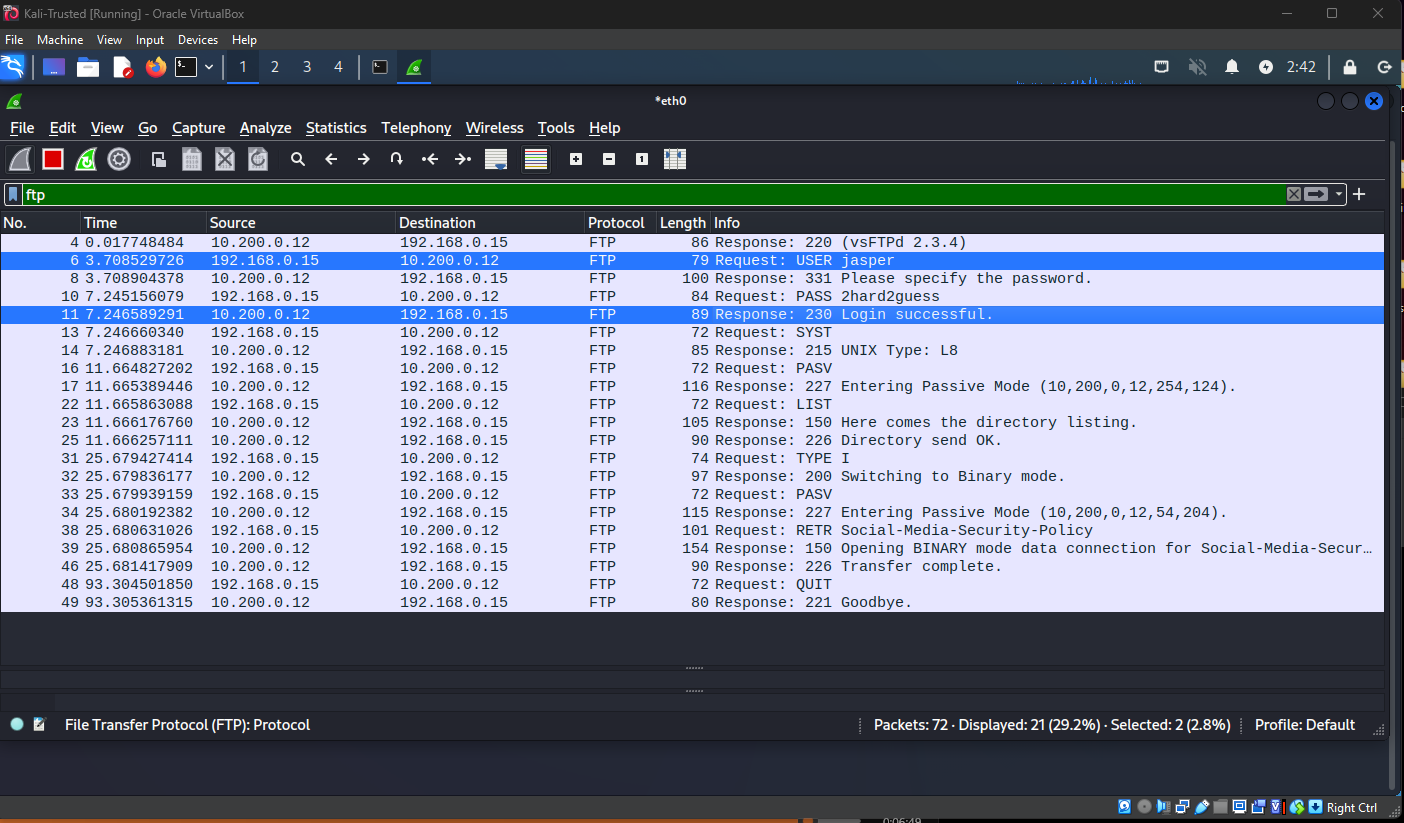 Kali-Trusted [Running] - Oracle VirtualBox
File Machine View Input Devices Help
1 2 3 4 2:42
*eth0
File Edit View Go Capture Analyze Statistics Telephony Wireless Tools Help
ftp
No. Time Source Destination Protocol Length Info
4 0.017748484 10.200.0.12 192.168.0.15 FTP 86 Response: 220 (vsFTPd 2.3.4)
6 3.708529726 192.168.0.15 10.200.0.12 FTP 79 Request: USER jasper
8 3.708904378 10.200.0.12 192.168.0.15 FTP 100 Response: 331 Please specify the password.
10 7.245156079 192.168.0.15 10.200.0.12 FTP 84 Request: PASS 2hard2guess
11 7.246589291 10.200.0.12 192.168.0.15 FTP 89 Response: 230 Login successful.
13 7.246660340 192.168.0.15 10.200.0.12 FTP 72 Request: SYST
14 7.246883181 10.200.0.12 192.168.0.15 FTP 85 Response: 215 UNIX Type: L8
16 11.664827202 192.168.0.15 10.200.0.12 FTP 72 Request: PASV
17 11.665389446 10.200.0.12 192.168.0.15 FTP 116 Response: 227 Entering Passive Mode (10,200,0,12,254,124).
22 11.665863088 192.168.0.15 10.200.0.12 FTP 72 Request: LIST
23 11.666176760 10.200.0.12 192.168.0.15 FTP 105 Response: 150 Here comes the directory listing.
25 11.666257111 10.200.0.12 192.168.0.15 FTP 90 Response: 226 Directory send OK.
31 25.679427414 192.168.0.15 10.200.0.12 FTP 74 Request: TYPE I
32 25.679836177 10.200.0.12 192.168.0.15 FTP 97 Response: 200 Switching to Binary mode.
33 25.679939159 192.168.0.15 10.200.0.12 FTP 72 Request: PASV
34 25.680192382 10.200.0.12 192.168.0.15 FTP 115 Response: 227 Entering Passive Mode (10,200,0,12,54,204).
38 25.680631026 192.168.0.15 10.200.0.12 FTP 101 Request: RETR Social-Media-Security-Policy
39 25.680865954 10.200.0.12 192.168.0.15 FTP 154 Response: 150 Opening BINARY mode data connection for Social-Media-Secur…
46 25.681417909 10.200.0.12 192.168.0.15 FTP 90 Response: 226 Transfer complete.
48 93.304501850 192.168.0.15 10.200.0.12 FTP 72 Request: QUIT
49 93.305361315 10.200.0.12 192.168.0.15 FTP 80 Response: 221 Goodbye.
File Transfer Protocol (FTP): Protocol Packets: 72 · Displayed: 21 (29.2%) · Selected: 2 (2.8%) Profile: Default
Right Ctrl
0:06:49